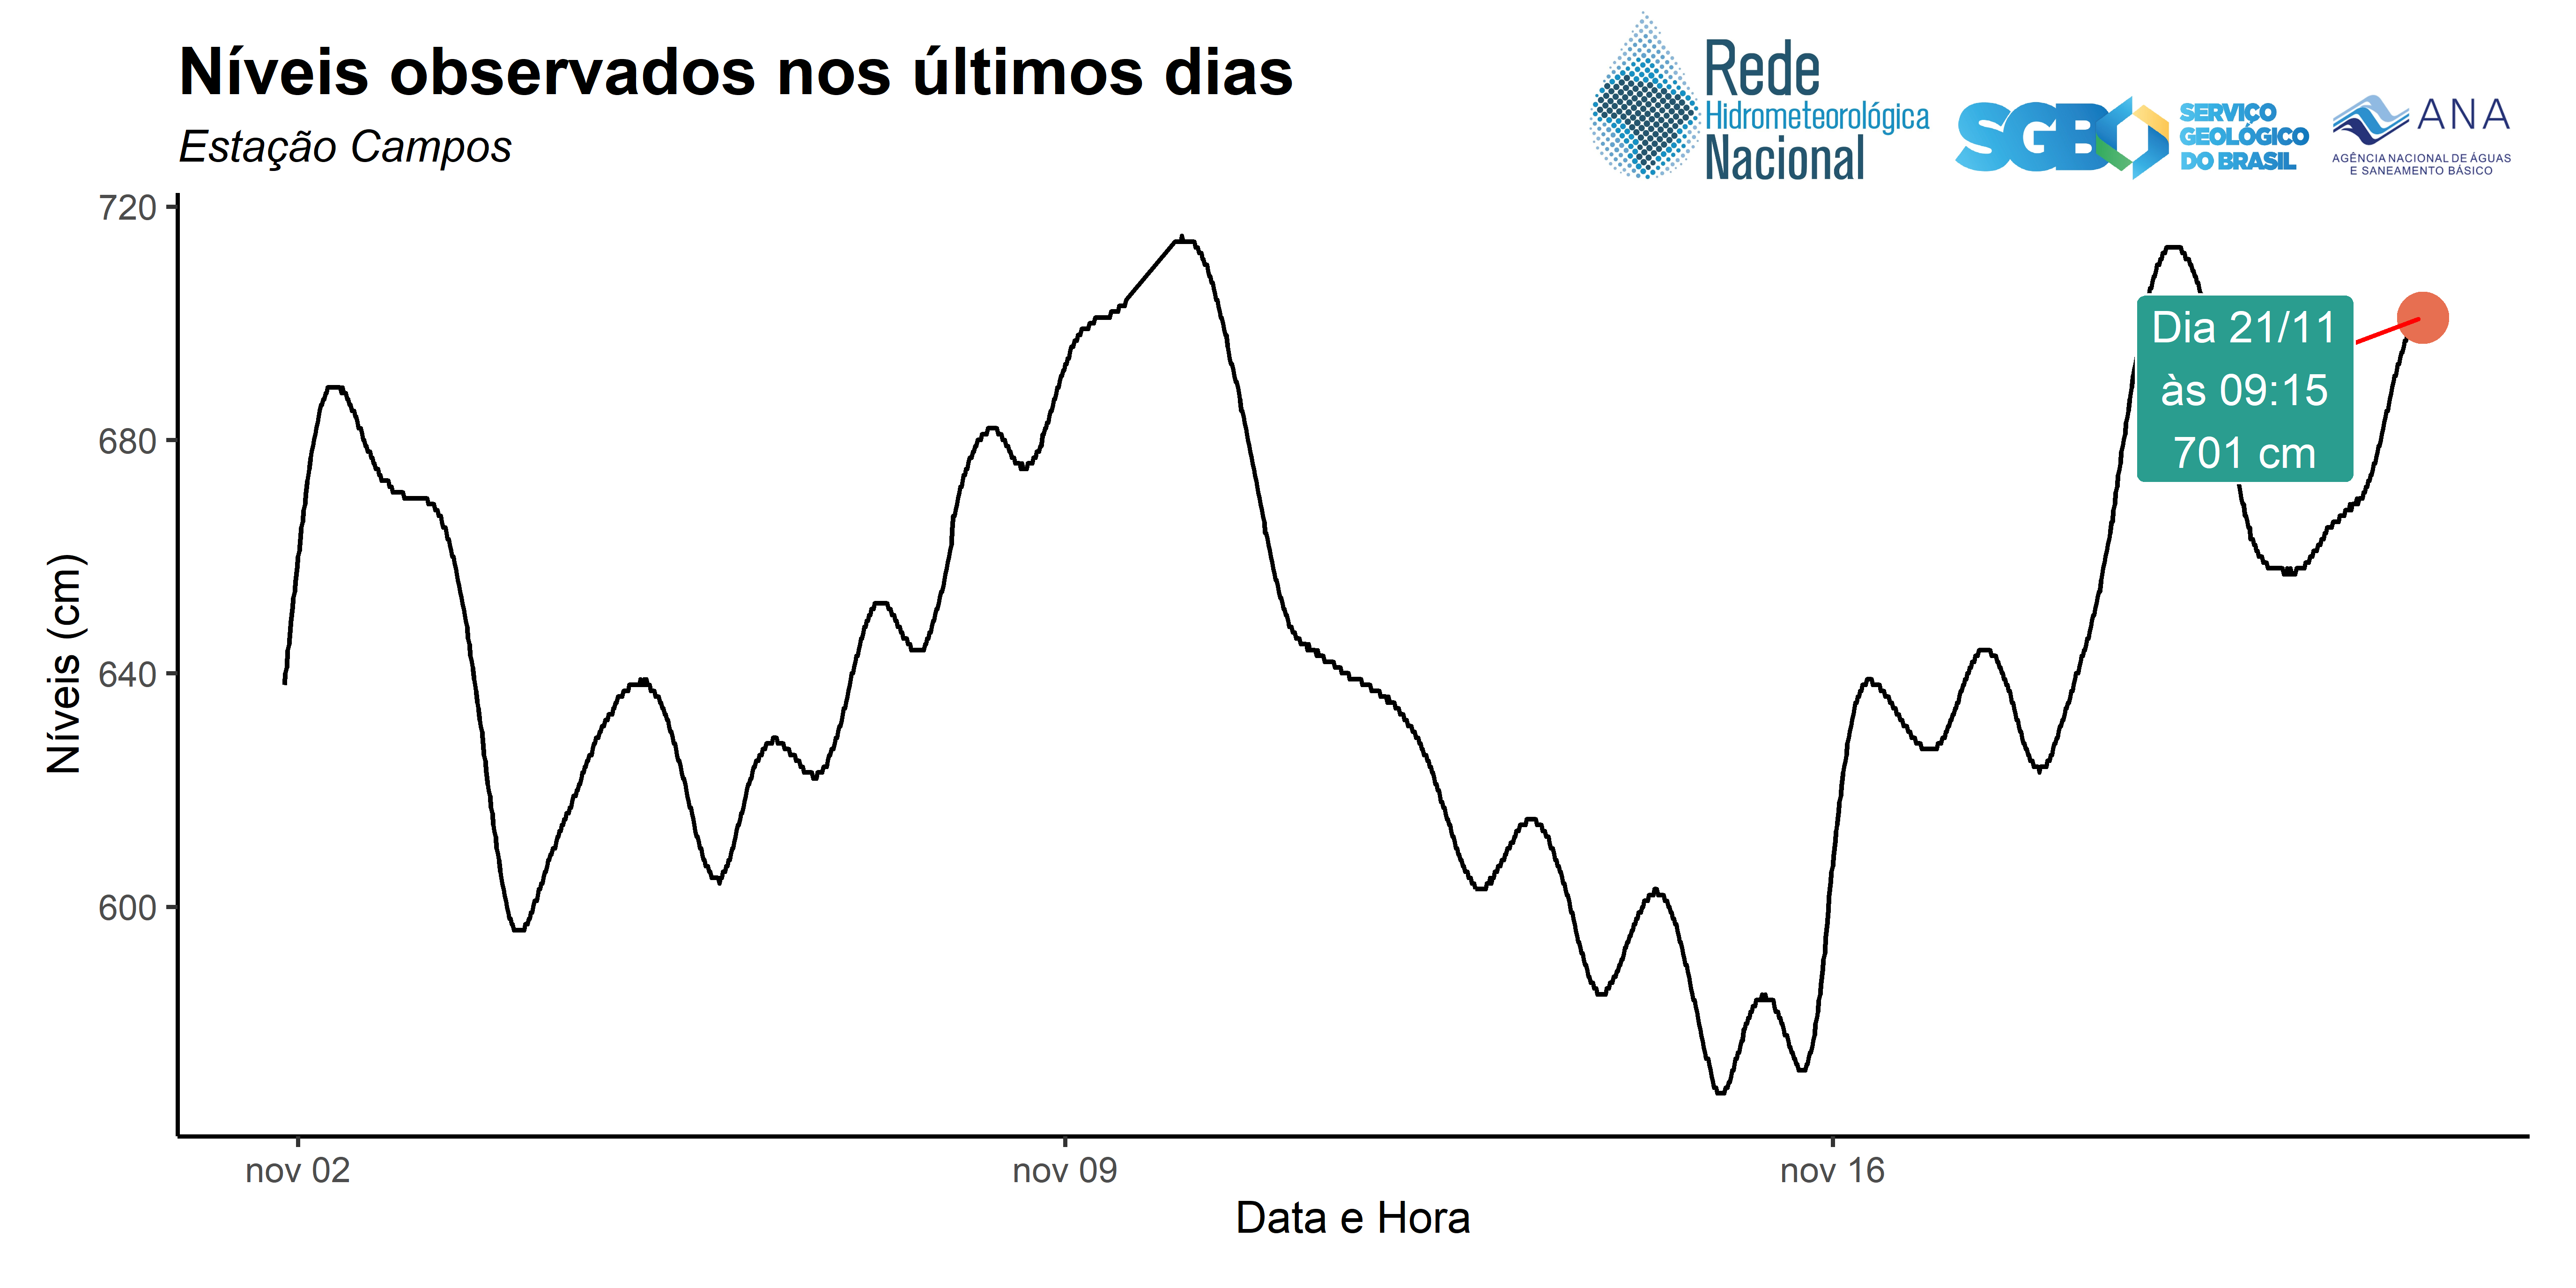 Níveis observados nos últimos dias
Estação Campos
Rede
Hidrometeorológica
Nacional
SGB
SERVIÇO
GEOLÓGICO
DO BRASIL
ANA
AGÊNCIA NACIONAL DE ÁGUAS
E SANEAMENTO BÁSICO
720
680
640
600
Níveis (cm)
Dia 21/11
às 09:15
701 cm
nov 02
nov 09
nov 16
Data e Hora